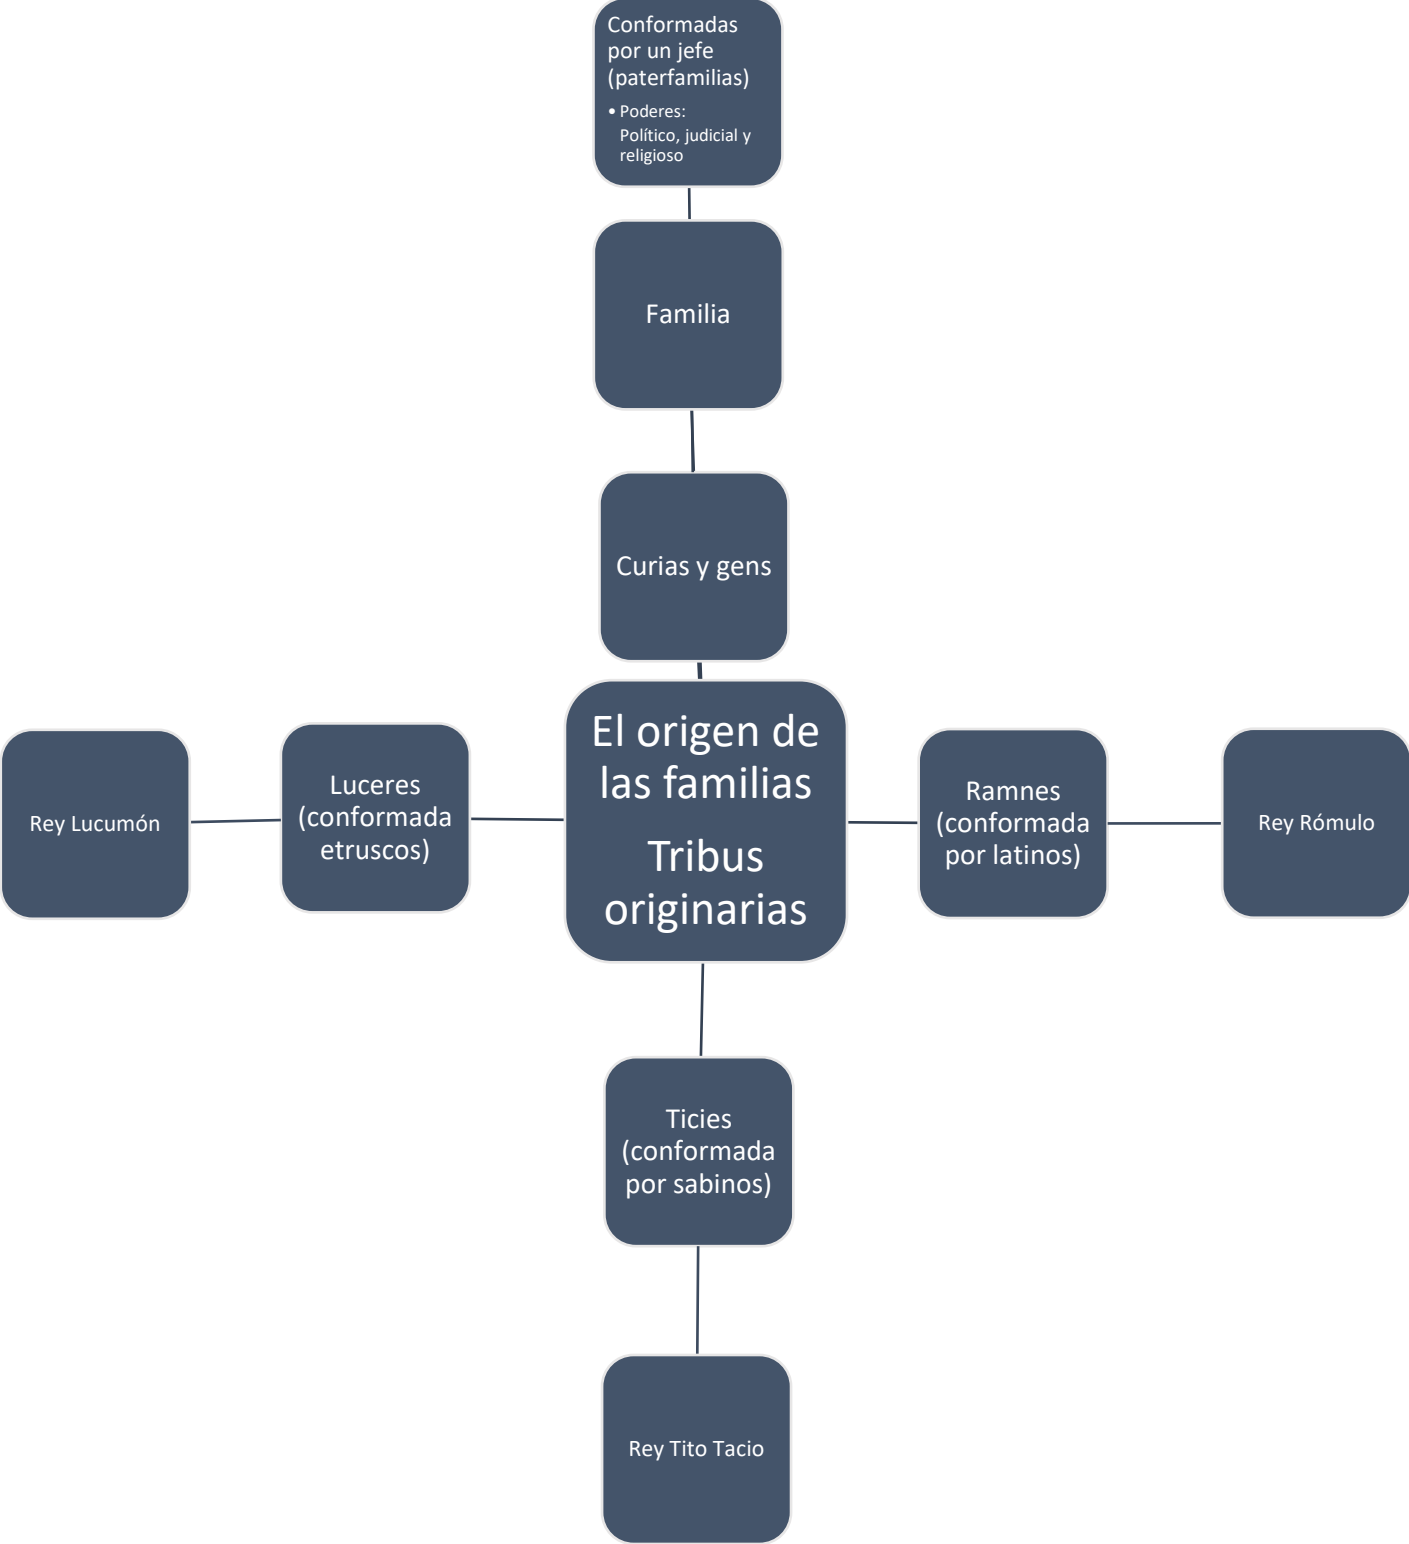 Conformadas
por un jefe
(paterfamilias)
• Poderes:
Político, judicial y
religioso
Familia
Curias y gens
El origen de
las familias
Tribus
originarias
Luceres
(conformada
etruscos)
Rey Lucumón
Ramnes
(conformada
por latinos)
Rey Rómulo
Ticies
(conformada
por sabinos)
Rey Tito Tacio